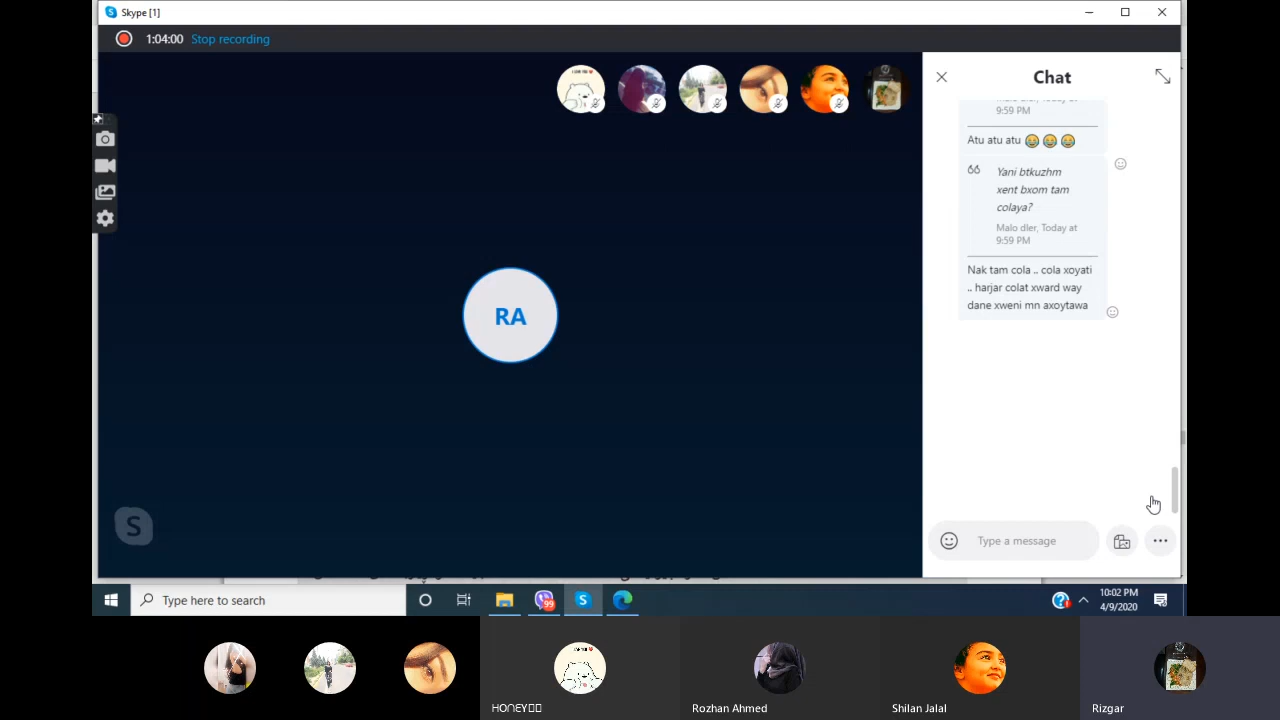 Skype [1]
1:04:00 Stop recording
Chat
9:59 PM
Atu atu atu 😂 😂 😂
Yani btkuzhm
xent bxom tam
colaya?
Malo dler, Today at
9:59 PM
Nak tam cola .. cola xoyati
.. harjar colat xward way
dane xweni mn axoytawa
RA
S
Type a message
Type here to search
99
10:02 PM
4/9/2020
HONEY
Rozhan Ahmed
Shilan Jalal
Rizgar